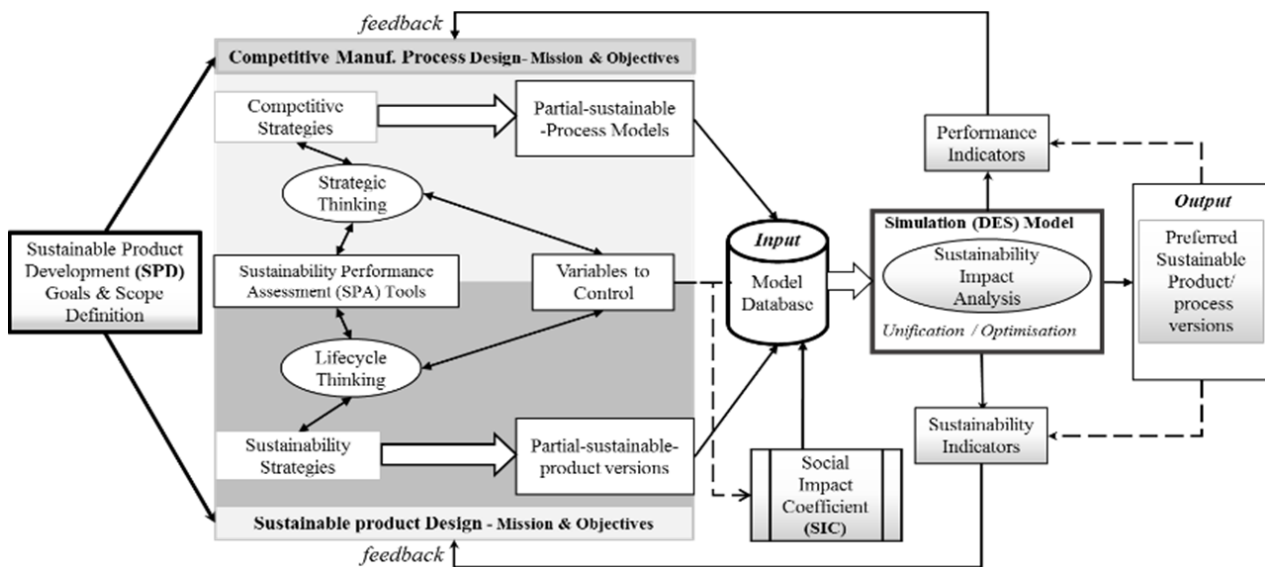 feedback
Competitive Manuf. Process Design- Mission & Objectives
Competitive
Strategies
Partial-sustainable
-Process Models
Strategic
Thinking
Sustainable Product
Development (SPD)
Goals & Scope
Definition
Sustainability Performance
Assessment (SPA) Tools
Variables to
Control
Lifecycle
Thinking
Sustainability
Strategies
Partial-sustainable-
product versions
Sustainable product Design - Mission & Objectives
feedback
Input
Model
Database
Social
Impact
Coefficient
(SIC)
Performance
Indicators
Simulation (DES) Model
Sustainability
Impact
Analysis
Unification / Optimisation
Sustainability
Indicators
Output
Preferred
Sustainable
Product/
process versions